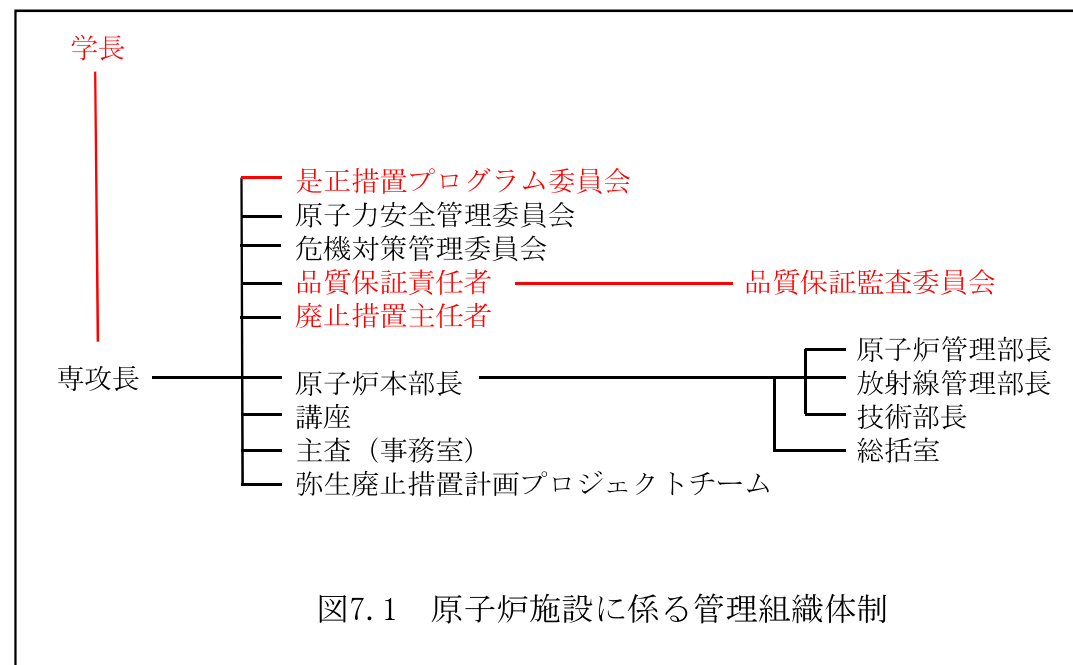 学長
是正措置プログラム委員会
原子力安全管理委員会
危機対策管理委員会
品質保証責任者 品質保証監査委員会
廃止措置主任者
原子炉管理部長
専攻長 原子炉本部長 放射線管理部長
講座 技術部長
主査（事務室） 総括室
弥生廃止措置計画プロジェクトチーム
図7.1 原子炉施設に係る管理組織体制